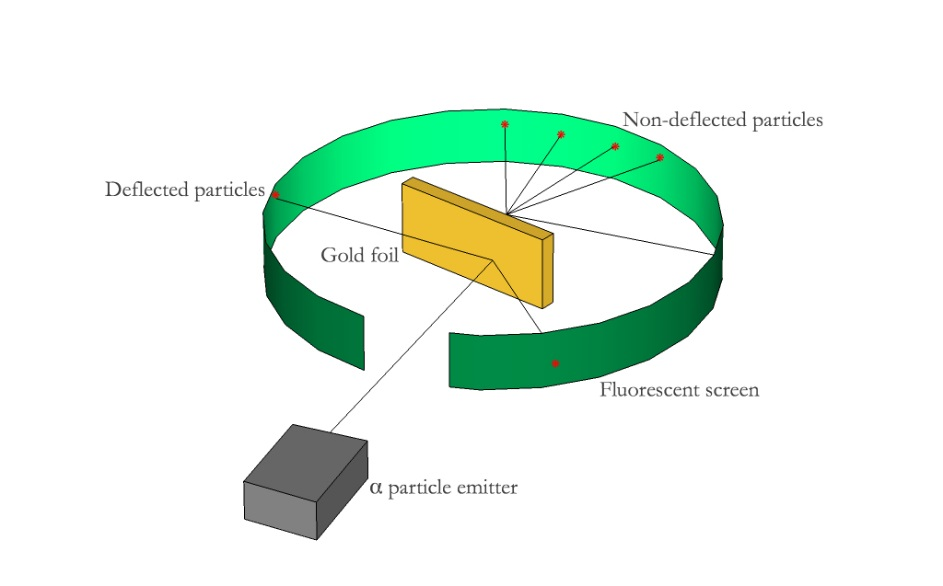 Non-deflected particles
Deflected particles
Gold foil
Fluorescent screen
α particle emitter